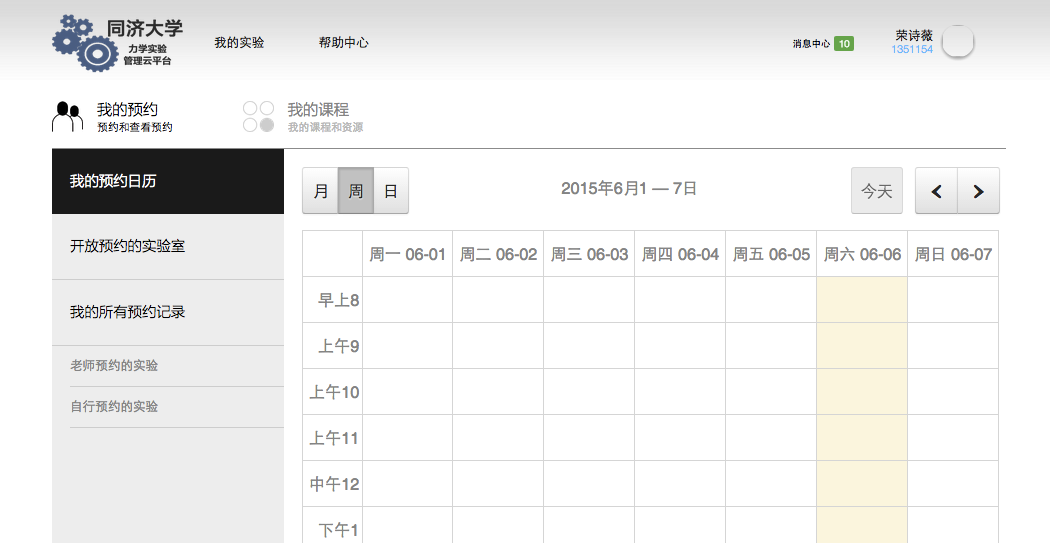 同济大学
力学实验
管理云平台
我的实验
帮助中心
消息中心 10
荣诗薇
1351154
我的预约
预约和查看预约
我的课程
我的课程和资源
我的预约日历
开放预约的实验室
我的所有预约记录
老师预约的实验
自行预约的实验
月 周 日
2015年6月1 — 7日
今天
周一 06-01 周二 06-02 周三 06-03 周四 06-04 周五 06-05 周六 06-06 周日 06-07
早上8
上午9
上午10
上午11
中午12
下午1